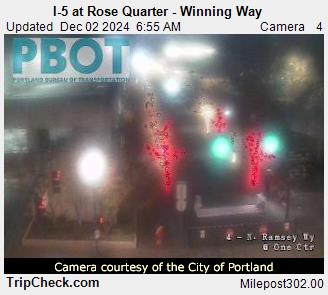 I-5 at Rose Quarter - Winning Way
Updated Dec 02 2024 6:55 AM Camera 4
PBOT
PORTLAND BUREAU OF TRANSPORTATION
4 - N. Ramsey Wy
@ One Ctr
Camera courtesy of the City of Portland
TripCheck.com Milepost302.00